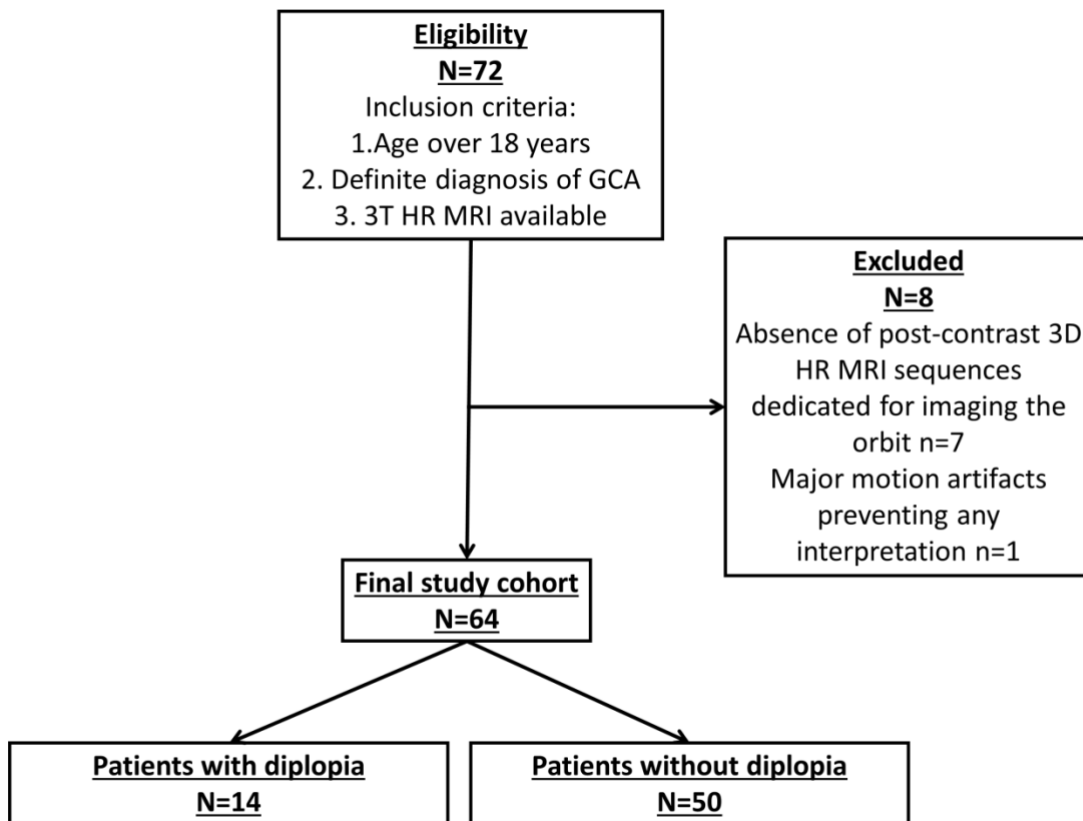 Eligibility
N=72
Inclusion criteria:
1.Age over 18 years
2. Definite diagnosis of GCA
3. 3T HR MRI available
Excluded
N=8
Absence of post-contrast 3D
HR MRI sequences
dedicated for imaging the
orbit n=7
Major motion artifacts
preventing any
interpretation n=1
Final study cohort
N=64
Patients with diplopia
N=14
Patients without diplopia
N=50